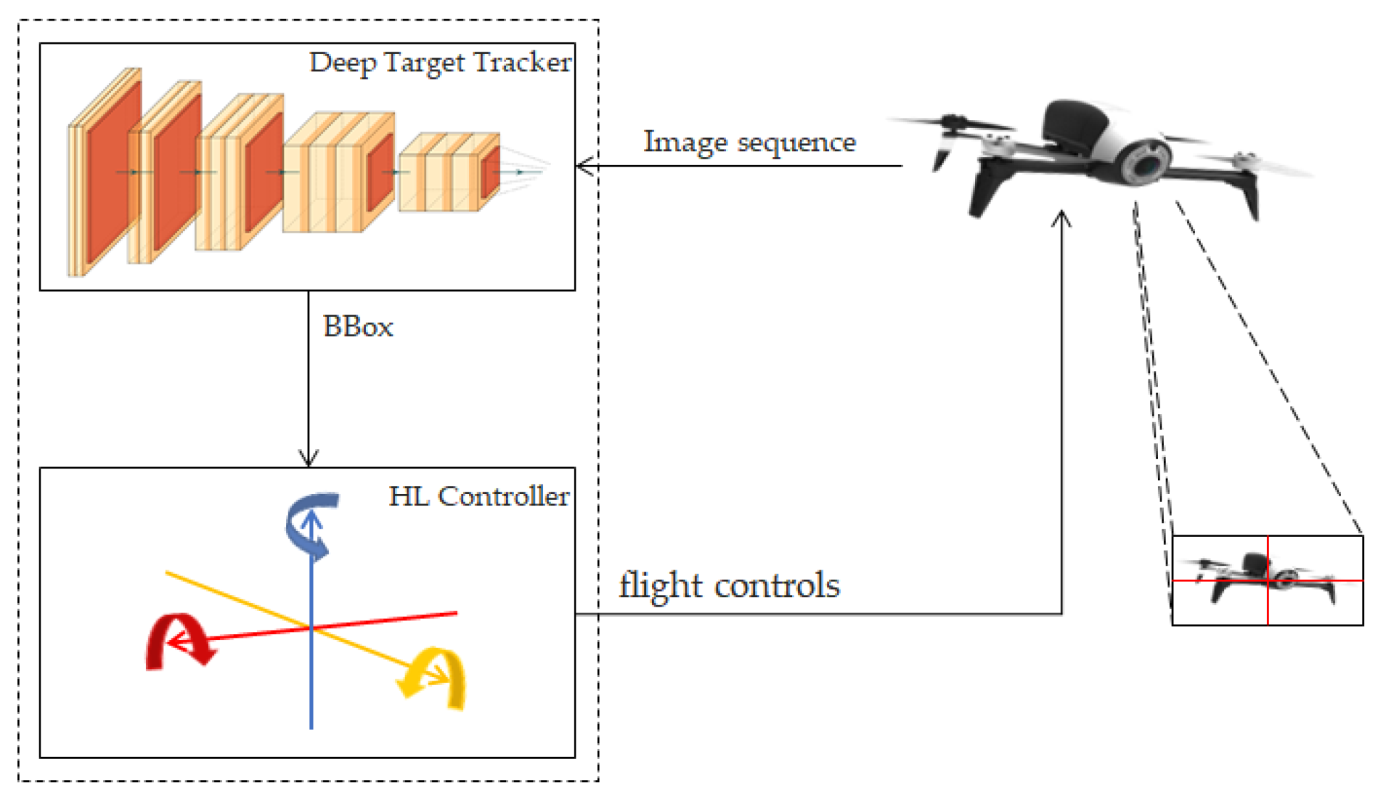 Deep Target Tracker
Image sequence
BBox
HL Controller
flight controls